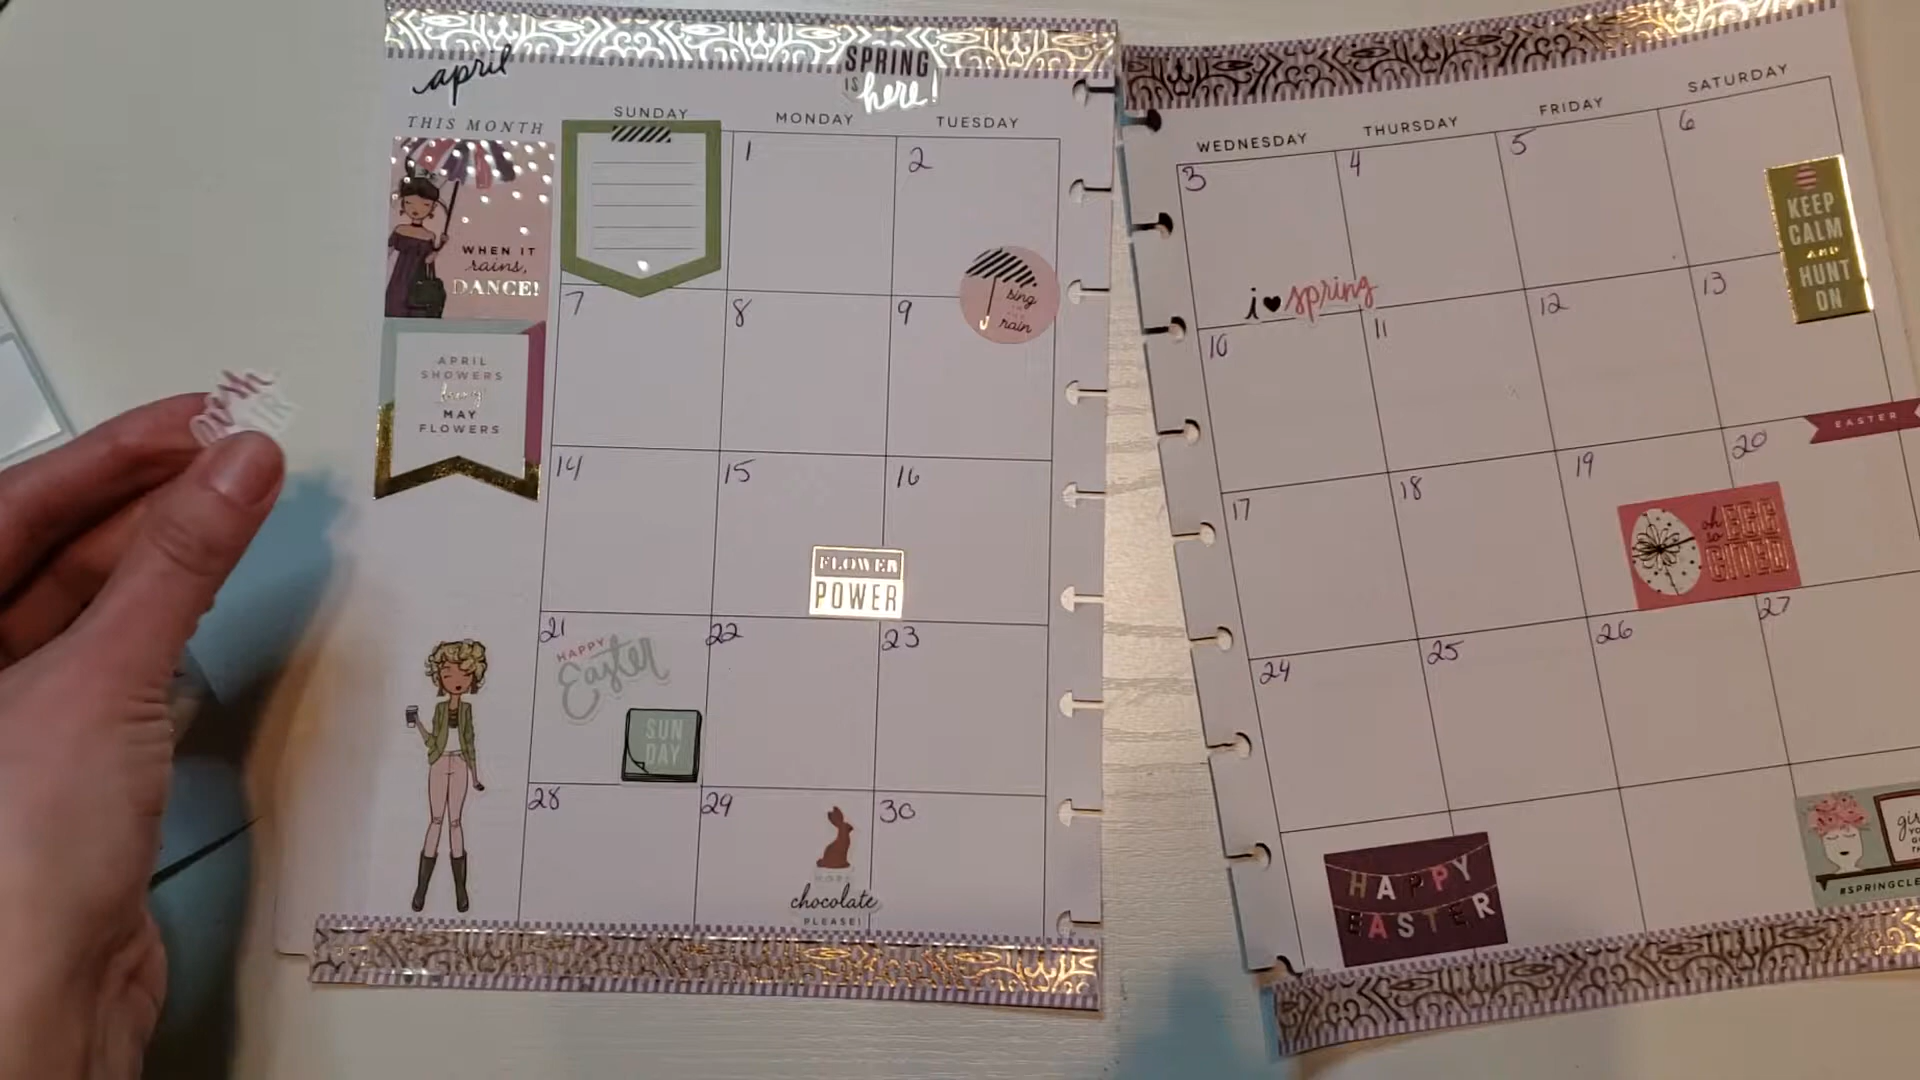 april
SPRING
IS
here!
THIS MONTH
SUNDAY
MONDAY
TUESDAY
WEDNESDAY
THURSDAY
FRIDAY
SATURDAY
1
2
3
4
5
6
WHEN IT
rains,
DANCE!
sing
rain
i♥spring
KEEP
CALM
AND
HUNT
ON
7
8
9
10
11
12
13
APRIL
SHOWERS
bring
MAY
FLOWERS
fresh
AIR
EASTER
14
15
16
17
18
19
20
FLOWER
POWER
oh
so EGG
CITED
21
22
23
24
25
26
27
HAPPY
Easter
SUN
DAY
28
29
30
MORE
chocolate
PLEASE!
HAPPY
EASTER
#SPRINGCLE